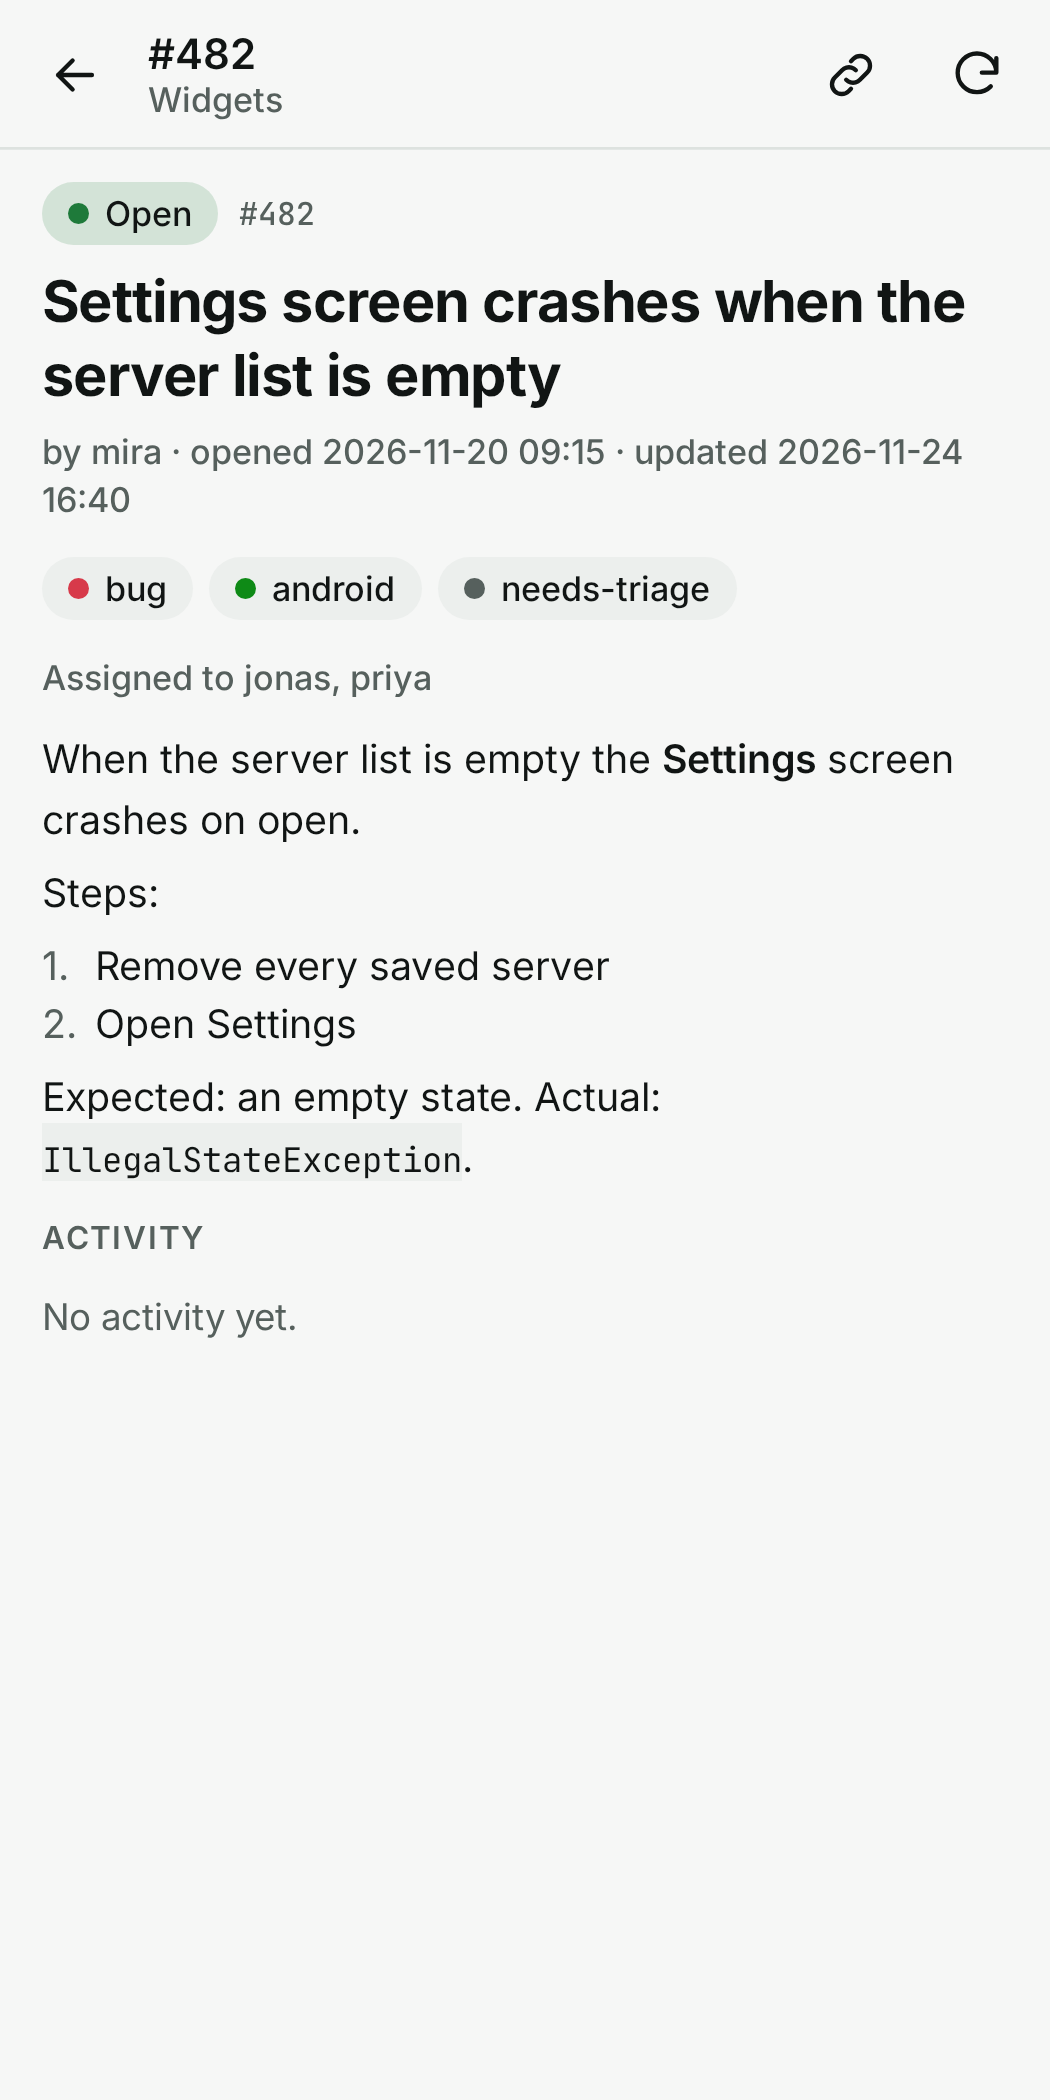 #482
Widgets
Open #482
Settings screen crashes when the
server list is empty
by mira · opened 2026-11-20 09:15 · updated 2026-11-24
16:40
bug android needs-triage
Assigned to jonas, priya
When the server list is empty the Settings screen
crashes on open.
Steps:
1. Remove every saved server
2. Open Settings
Expected: an empty state. Actual:
IllegalStateException.
ACTIVITY
No activity yet.